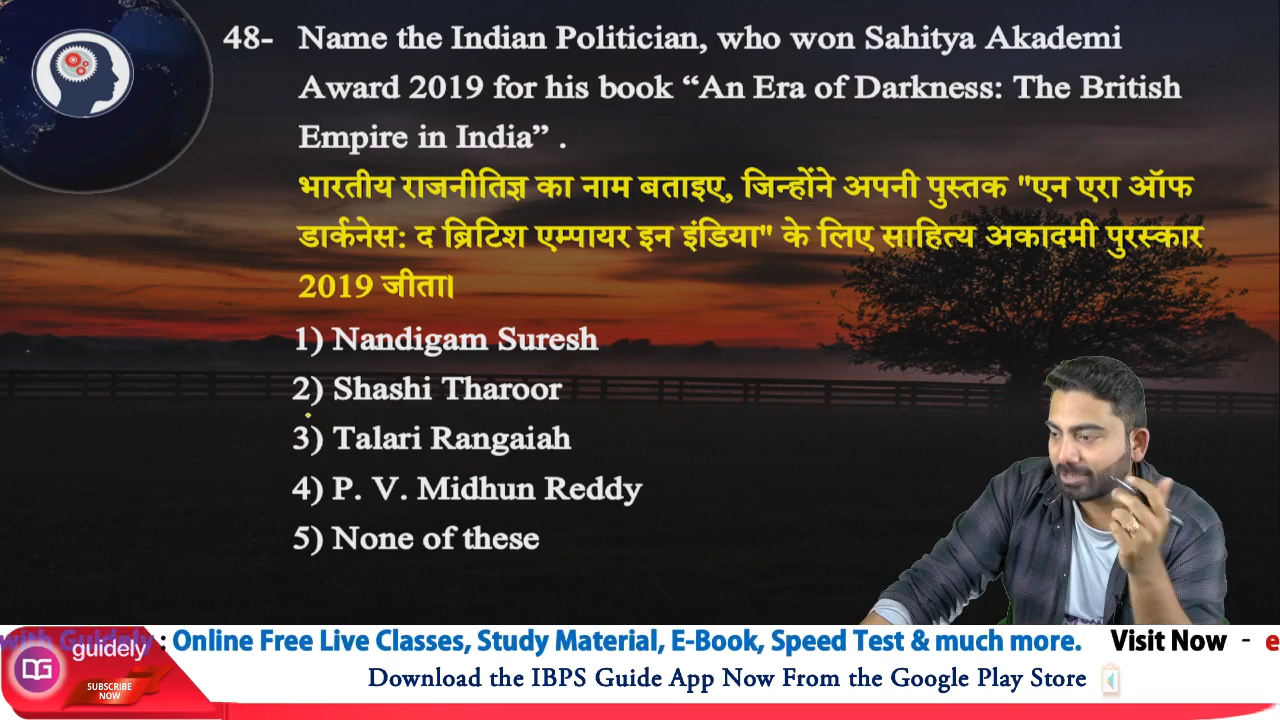 48- Name the Indian Politician, who won Sahitya Akademi
Award 2019 for his book “An Era of Darkness: The British
Empire in India” .
भारतीय राजनीतिज्ञ का नाम बताइए, जिन्होंने अपनी पुस्तक "एन एरा ऑफ
डार्कनेस: द ब्रिटिश एम्पायर इन इंडिया" के लिए साहित्य अकादमी पुरस्कार
2019 जीता।
1) Nandigam Suresh
2) Shashi Tharoor
3) Talari Rangaiah
4) P. V. Midhun Reddy
5) None of these
with Guidely : Online Free Live Classes, Study Material, E-Book, Speed Test & much more. Visit Now - e
guidely
SUBSCRIBE
NOW
Download the IBPS Guide App Now From the Google Play Store